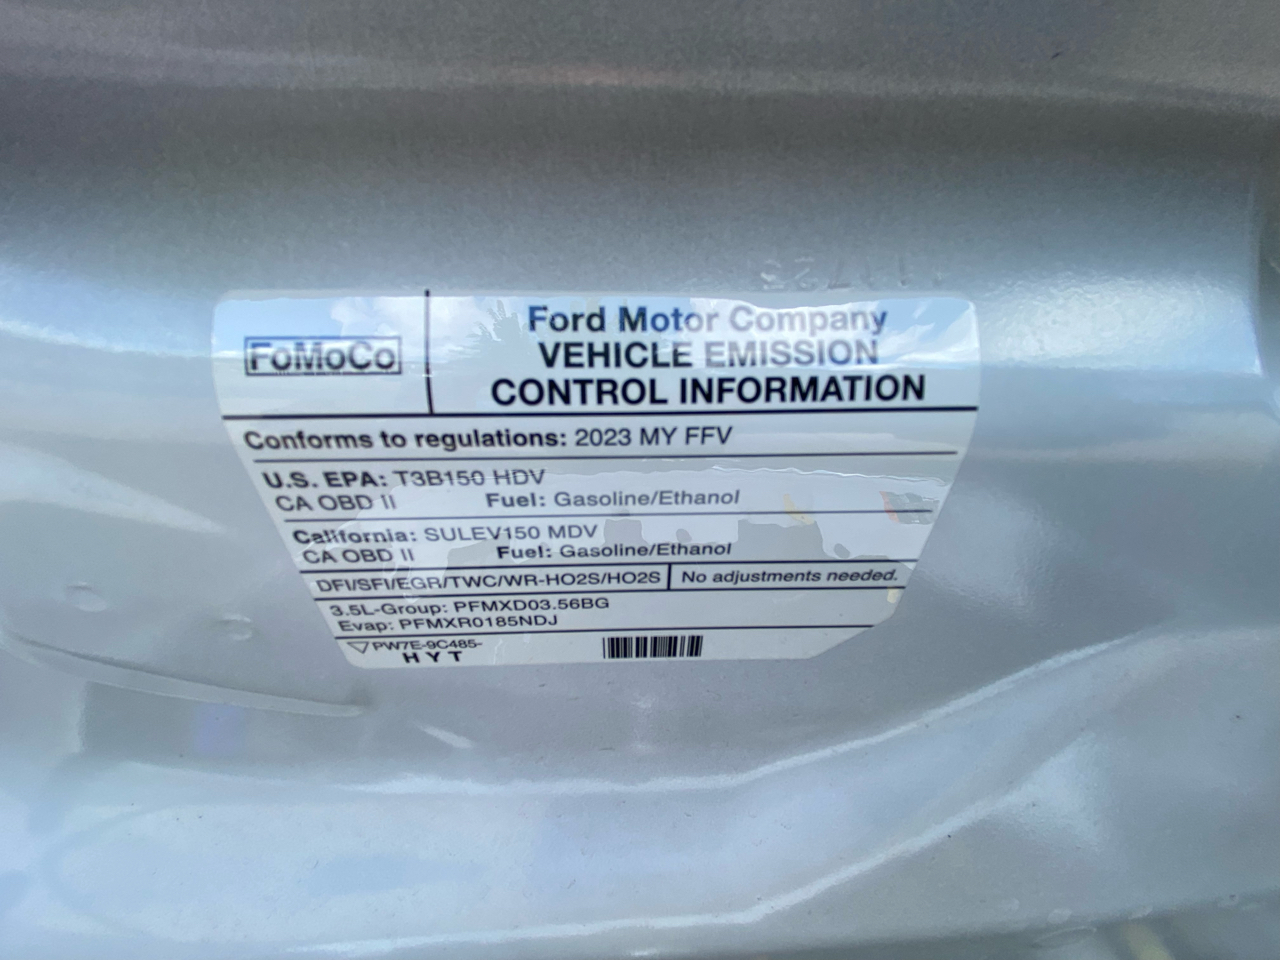 FoMoCo
Ford Motor Company
VEHICLE EMISSION
CONTROL INFORMATION
Conforms to regulations: 2023 MY FFV
U.S. EPA: T3B150 HDV
CA OBD II Fuel: Gasoline/Ethanol
California: SULEV150 MDV
CA OBD II Fuel: Gasoline/Ethanol
DFI/SFI/EGR/TWC/WR-HO2S/HO2S No adjustments needed.
3.5L-Group: PFMXD03.56BG
Evap: PFMXR0185NDJ
PW7E-9C485-
HYT